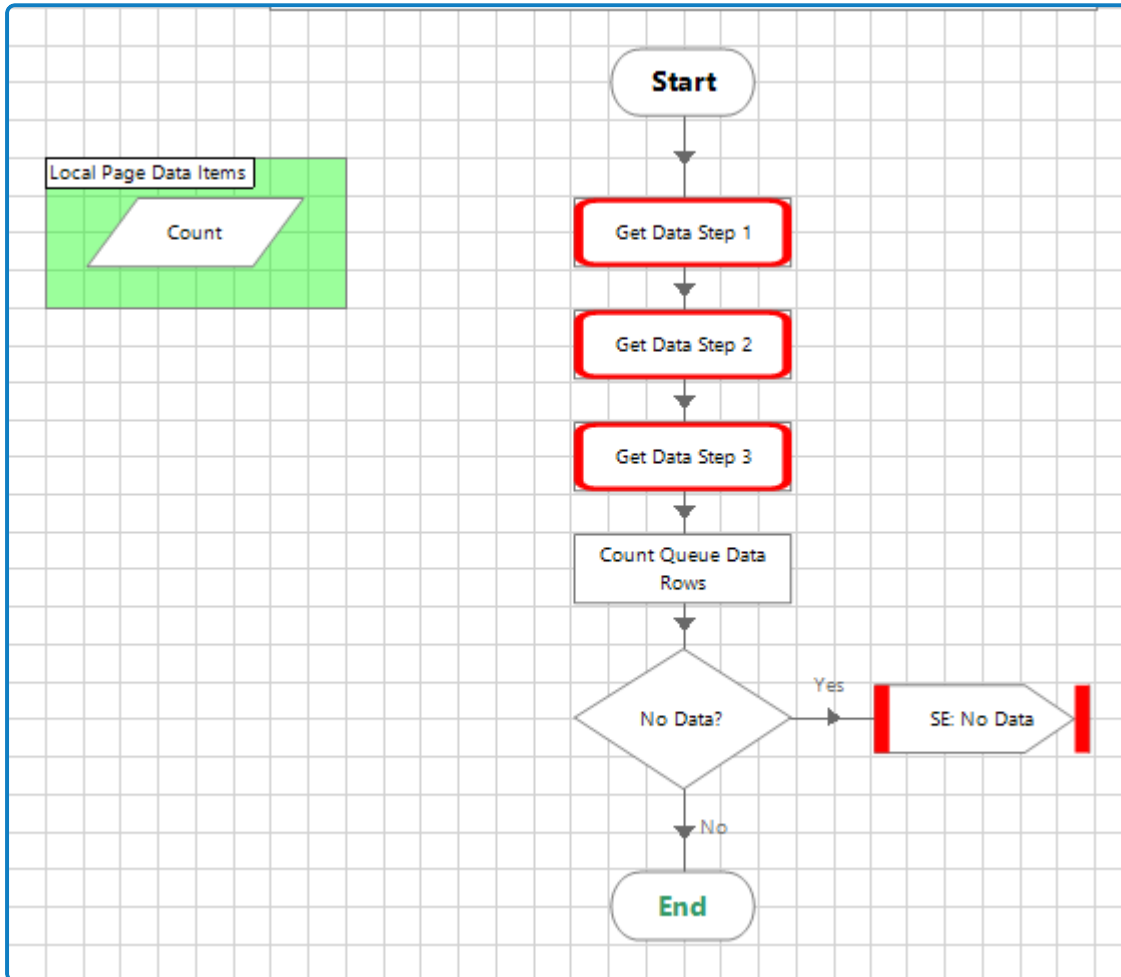 Start
Local Page Data Items
Count
Get Data Step 1
Get Data Step 2
Get Data Step 3
Count Queue Data
Rows
No Data?
Yes
SE: No Data
No
End